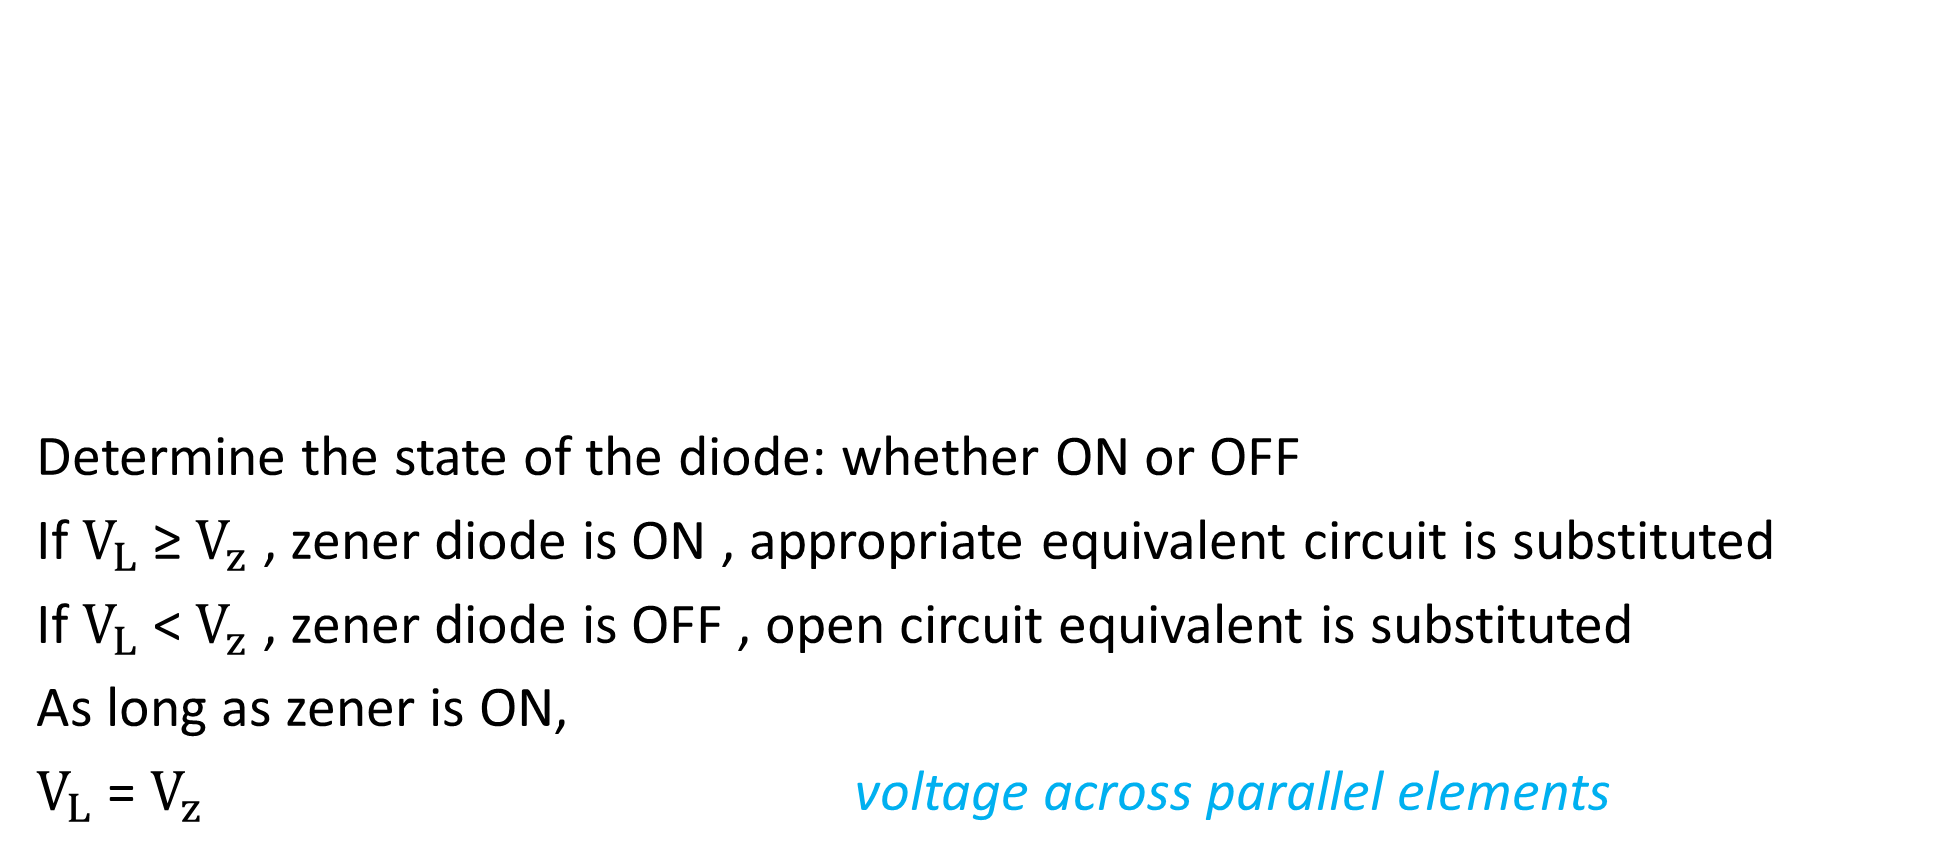 Determine the state of the diode: whether ON or OFF
If V_L ≥ V_z , zener diode is ON , appropriate equivalent circuit is substituted
If V_L < V_z , zener diode is OFF , open circuit equivalent is substituted
As long as zener is ON,
V_L = V_z voltage across parallel elements